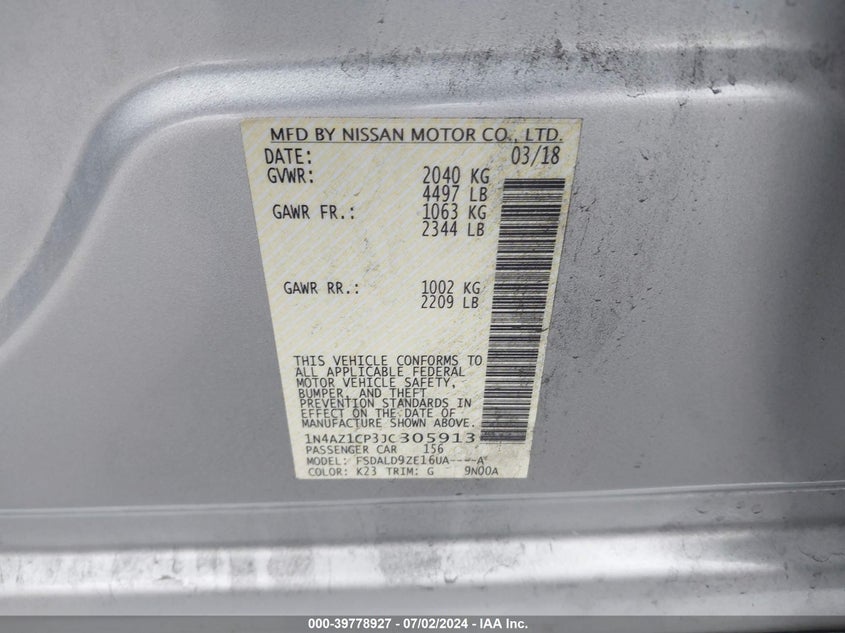 MFD BY NISSAN MOTOR CO., LTD.
DATE: 03/18
GVWR: 2040 KG
4497 LB
GAWR FR.: 1063 KG
2344 LB
GAWR RR.: 1002 KG
2209 LB
THIS VEHICLE CONFORMS TO
ALL APPLICABLE FEDERAL
MOTOR VEHICLE SAFETY,
BUMPER, AND THEFT
PREVENTION STANDARDS IN
EFFECT ON THE DATE OF
MANUFACTURE SHOWN ABOVE.
1N4AZ1CP3JC305913
PASSENGER CAR 156
MODEL: FSDALD9ZE16UA----A
COLOR: K23 TRIM: G 9N00A
000-39778927 | 07/02/2024 | IAA Inc.